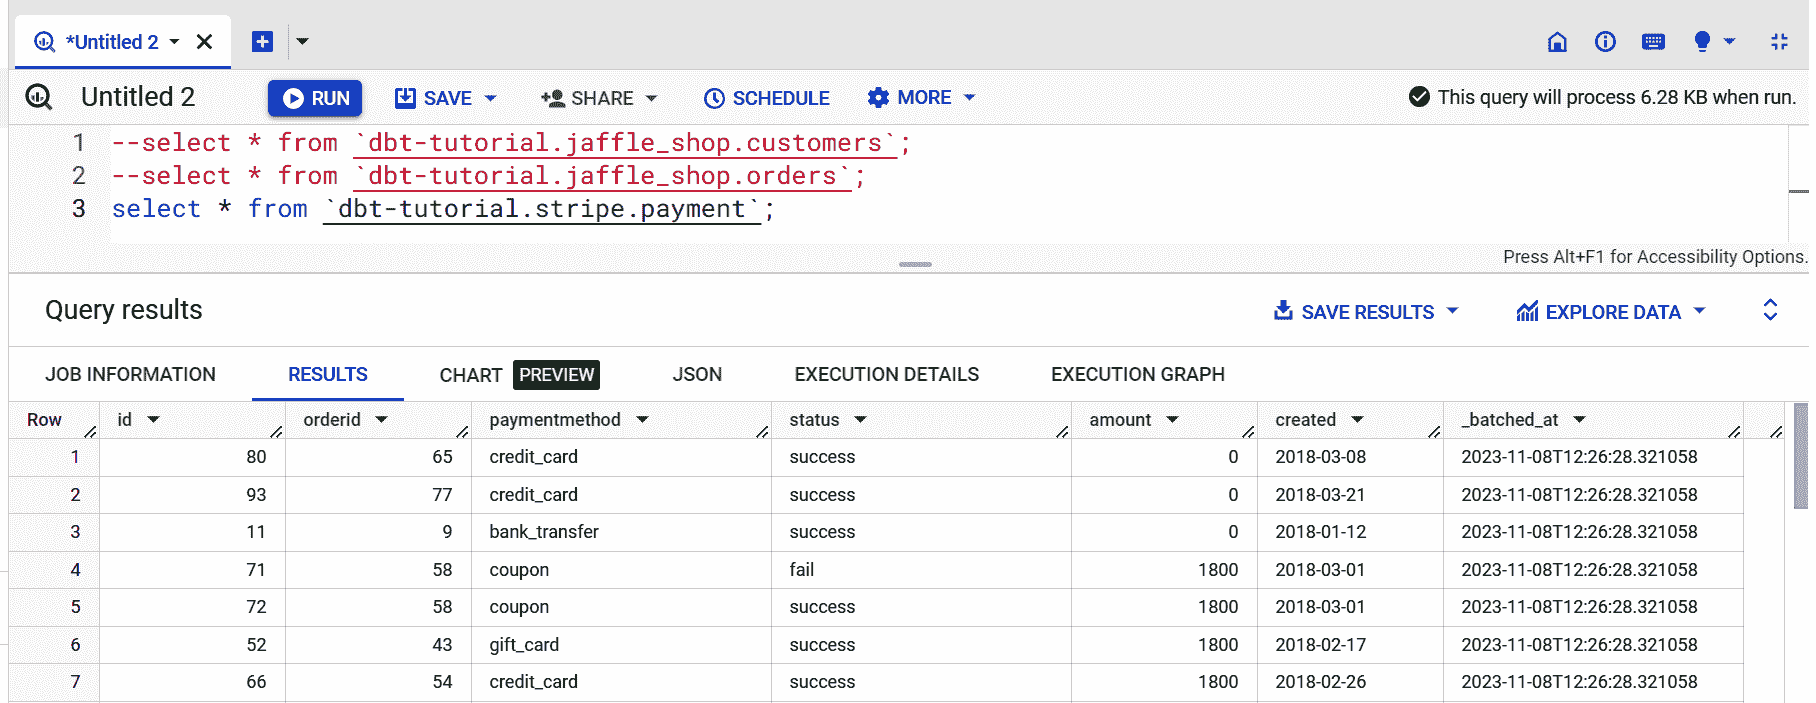 *Untitled 2
Untitled 2 RUN SAVE SHARE SCHEDULE MORE This query will process 6.28 KB when run.
1 --select * from `dbt-tutorial.jaffle_shop.customers`;
2 --select * from `dbt-tutorial.jaffle_shop.orders`;
3 select * from `dbt-tutorial.stripe.payment`;
Press Alt+F1 for Accessibility Options.
Query results SAVE RESULTS EXPLORE DATA
JOB INFORMATION RESULTS CHART PREVIEW JSON EXECUTION DETAILS EXECUTION GRAPH
Row id orderid paymentmethod status amount created _batched_at
1 80 65 credit_card success 0 2018-03-08 2023-11-08T12:26:28.321058
2 93 77 credit_card success 0 2018-03-21 2023-11-08T12:26:28.321058
3 11 9 bank_transfer success 0 2018-01-12 2023-11-08T12:26:28.321058
4 71 58 coupon fail 1800 2018-03-01 2023-11-08T12:26:28.321058
5 72 58 coupon success 1800 2018-03-01 2023-11-08T12:26:28.321058
6 52 43 gift_card success 1800 2018-02-17 2023-11-08T12:26:28.321058
7 66 54 credit_card success 1800 2018-02-26 2023-11-08T12:26:28.321058